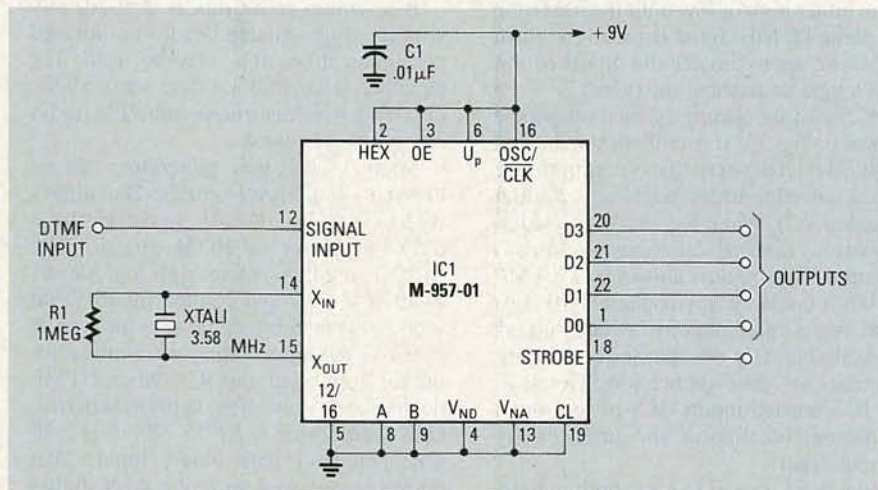 +9V
C1
.01µF
2 3 6 16
HEX OE Up OSC/
CLK
DTMF
INPUT
12
SIGNAL
INPUT
D3
20
D2
21
D1
22
D0
1
OUTPUTS
IC1
M-957-01
14
XIN
R1
1MEG
XTAL1
3.58
MHz
15
XOUT
STROBE
18
12/
16 A B VND VNA CL
5 8 9 4 13 19